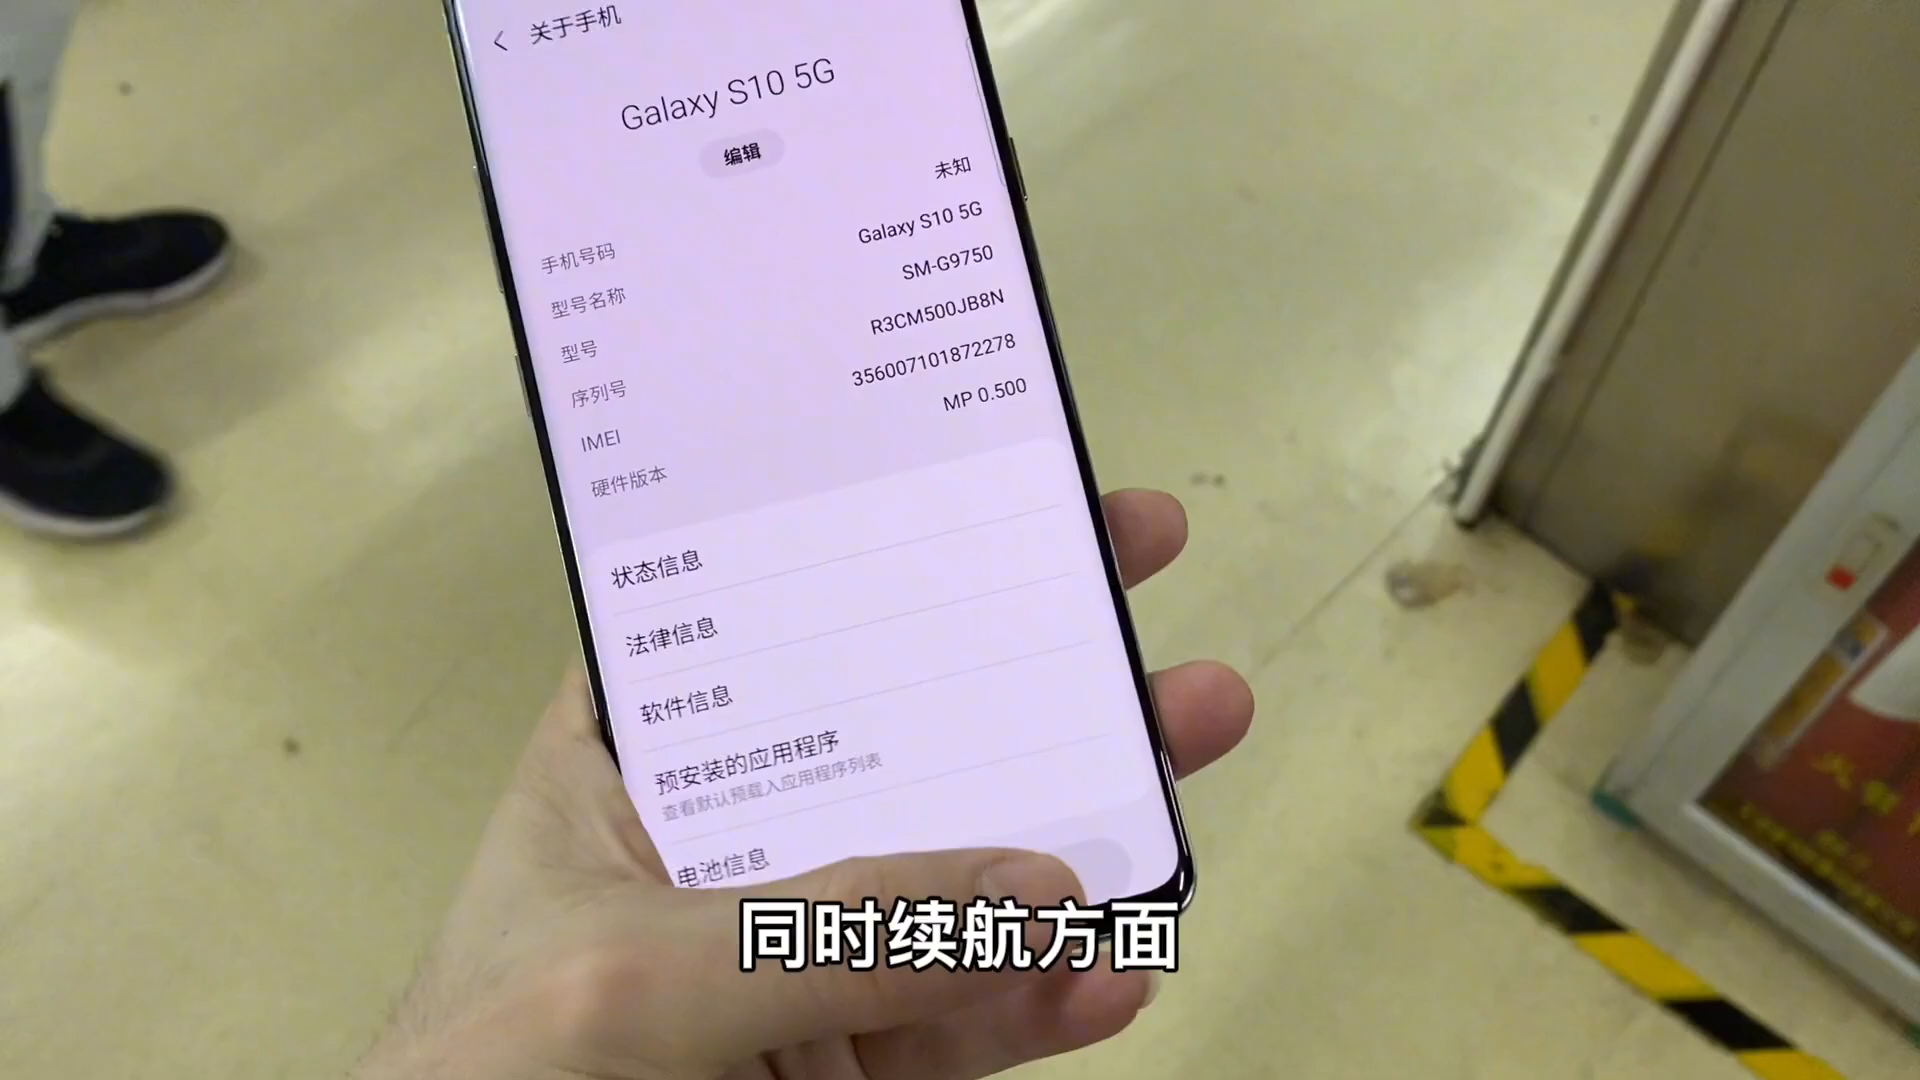 关于手机
Galaxy S10 5G
编辑
手机号码 未知
型号名称 Galaxy S10 5G
型号 SM-G9750
序列号 R3CM500JB8N
IMEI 356007101872278
硬件版本 MP 0.500
状态信息
法律信息
软件信息
预安装的应用程序
查看默认预载入应用程序列表
电池信息
同时续航方面